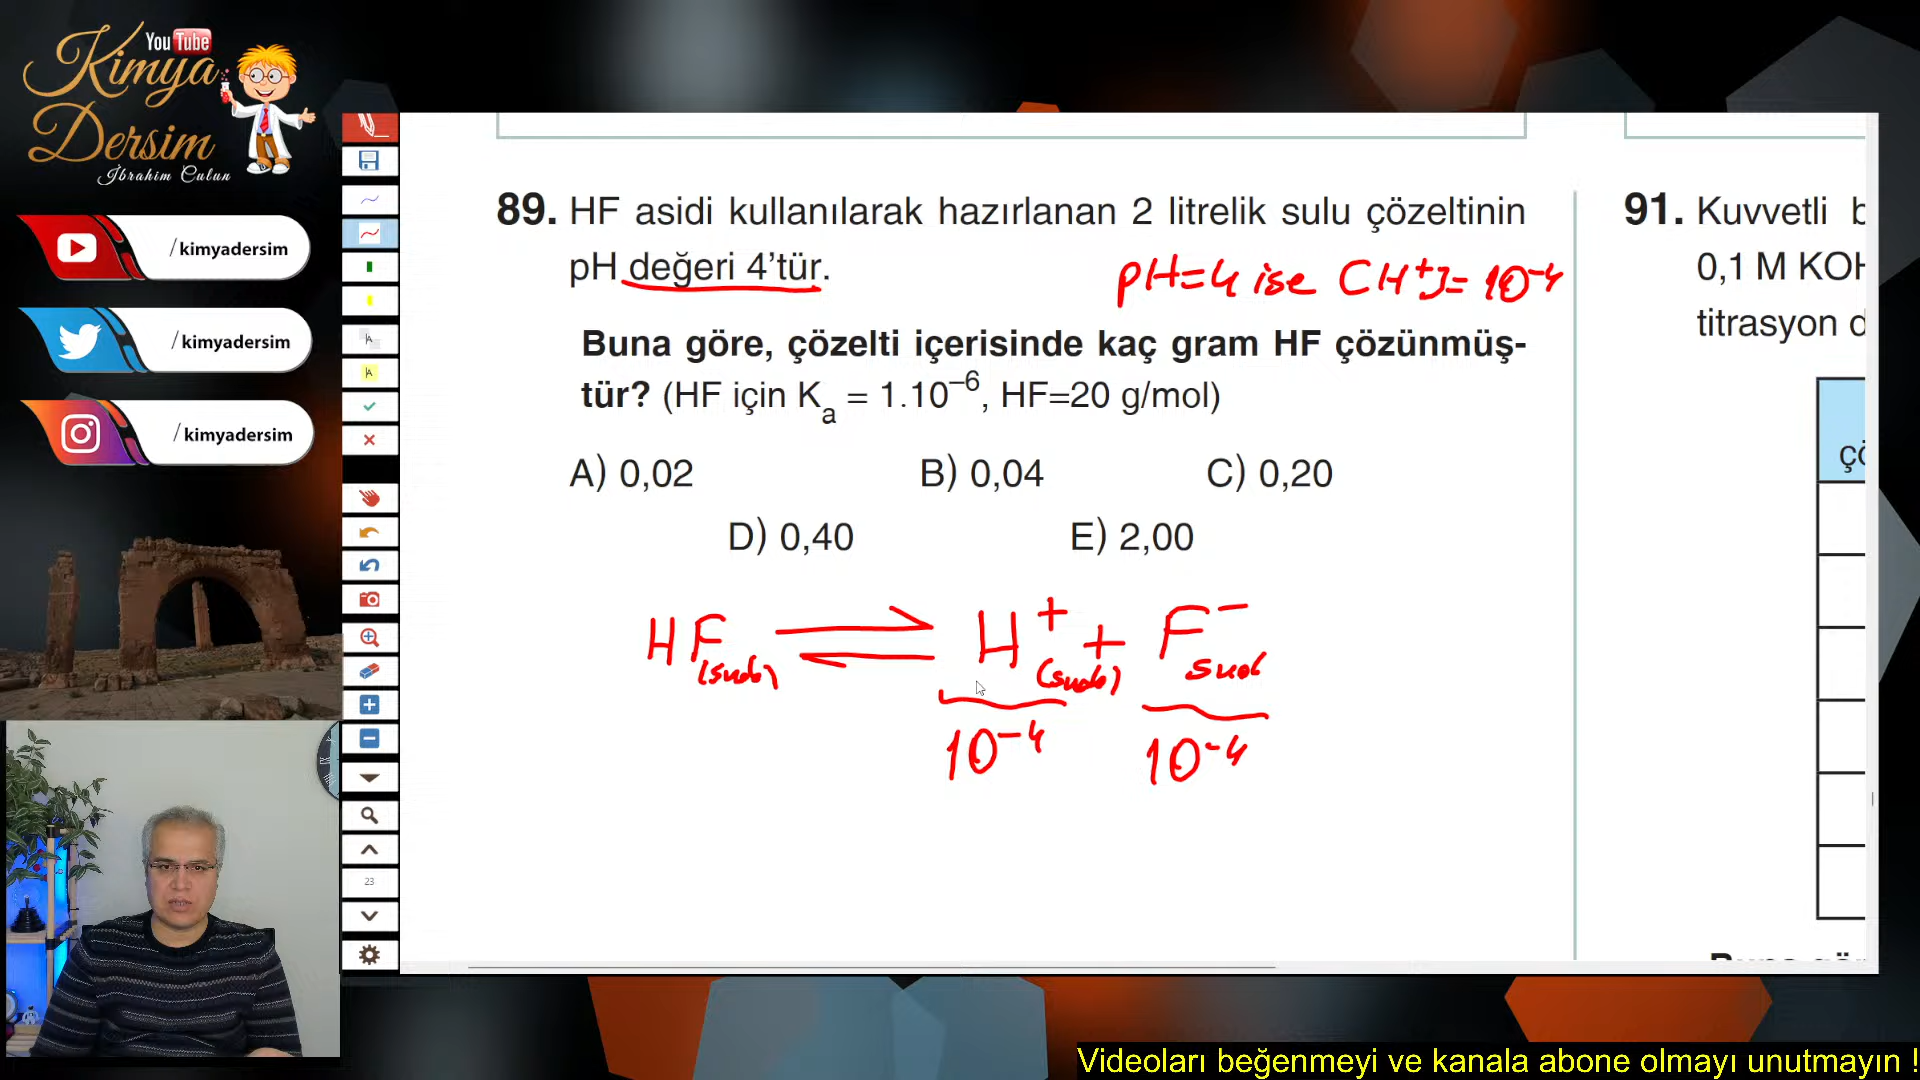 YouTube
Kimya
Dersim
İbrahim Culun
/kimyadersim
/kimyadersim
/kimyadersim
89. HF asidi kullanılarak hazırlanan 2 litrelik sulu çözeltinin
pH değeri 4'tür.
pH=4 ise [H⁺]= 10⁻⁴
Buna göre, çözelti içerisinde kaç gram HF çözünmüş-
tür? (HF için Kₐ = 1.10⁻⁶, HF=20 g/mol)
A) 0,02 B) 0,04 C) 0,20
D) 0,40 E) 2,00
HF(suda) ⇌ H⁺(suda) + F⁻suda
10⁻⁴ 10⁻⁴
91. Kuvvetli
0,1 M KOH
titrasyon
23
Videoları beğenmeyi ve kanala abone olmayı unutmayın !